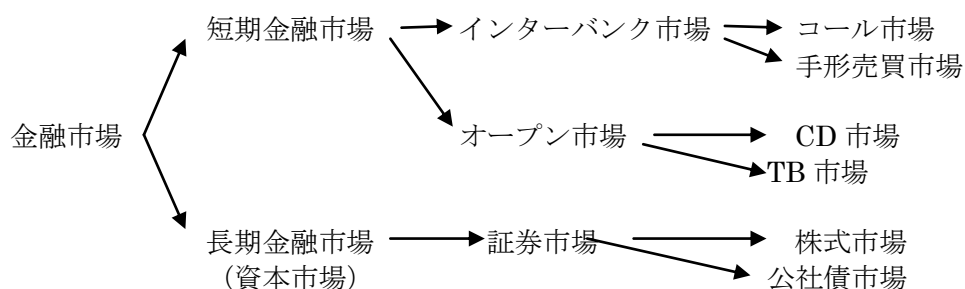 短期金融市場 インターバンク市場 コール市場
手形売買市場
金融市場 オープン市場 CD 市場
TB 市場
長期金融市場 証券市場 株式市場
（資本市場） 公社債市場